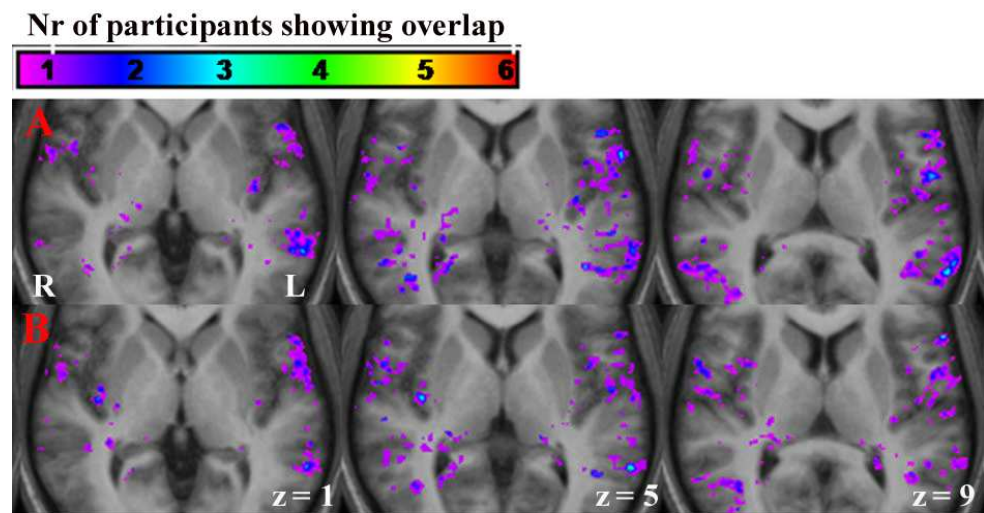 Nr of participants showing overlap
1 2 3 4 5 6
A
R L
B
z = 1 z = 5 z = 9